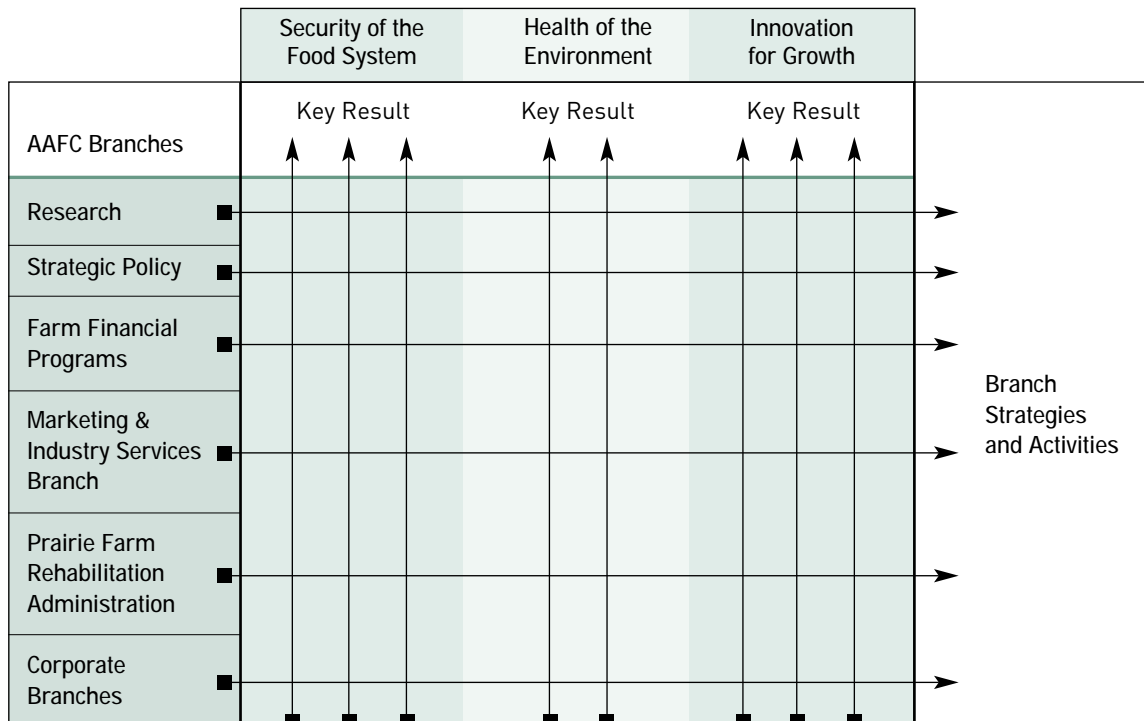 Security of the
Food System
Health of the
Environment
Innovation
for Growth
AAFC Branches
Key Result
Key Result
Key Result
Research
Strategic Policy
Farm Financial
Programs
Marketing &
Industry Services
Branch
Prairie Farm
Rehabilitation
Administration
Corporate
Branches
Branch
Strategies
and Activities